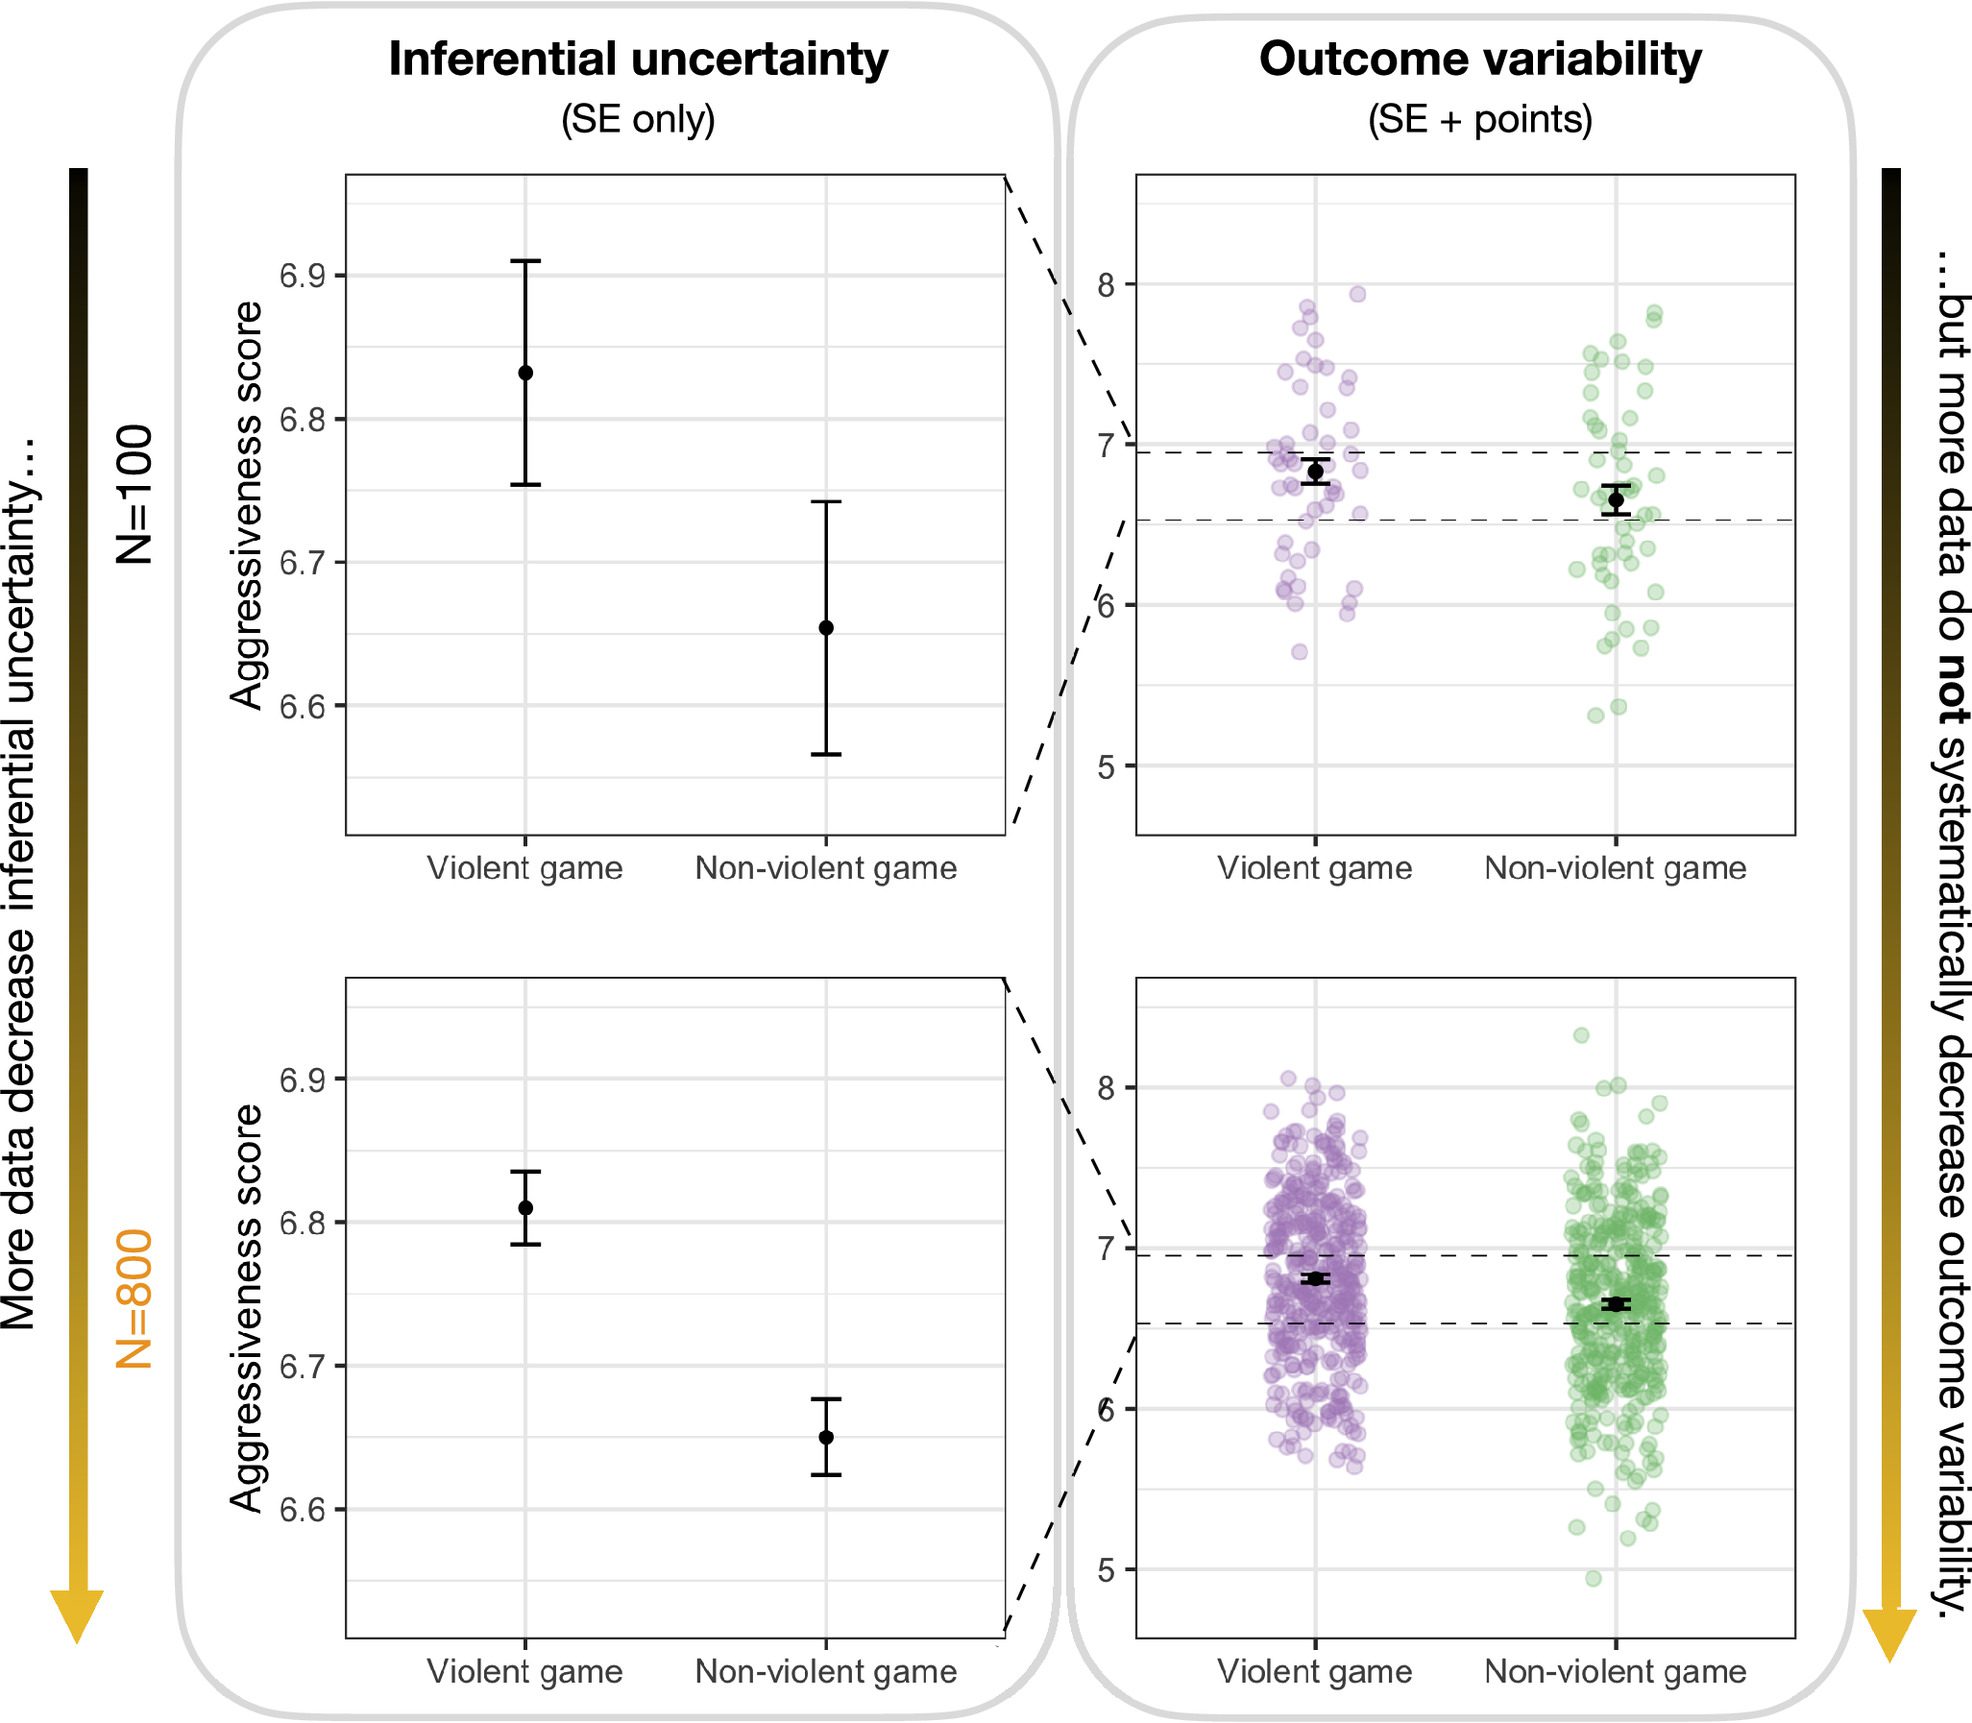 Inferential uncertainty
(SE only)
Outcome variability
(SE + points)
More data decrease inferential uncertainty…
N=100
N=800
Aggressiveness score
6.9
6.8
6.7
6.6
Violent game
Non-violent game
8
7
6
5
Violent game
Non-violent game
Aggressiveness score
6.9
6.8
6.7
6.6
Violent game
Non-violent game
8
7
6
5
Violent game
Non-violent game
…but more data do not systematically decrease outcome variability.